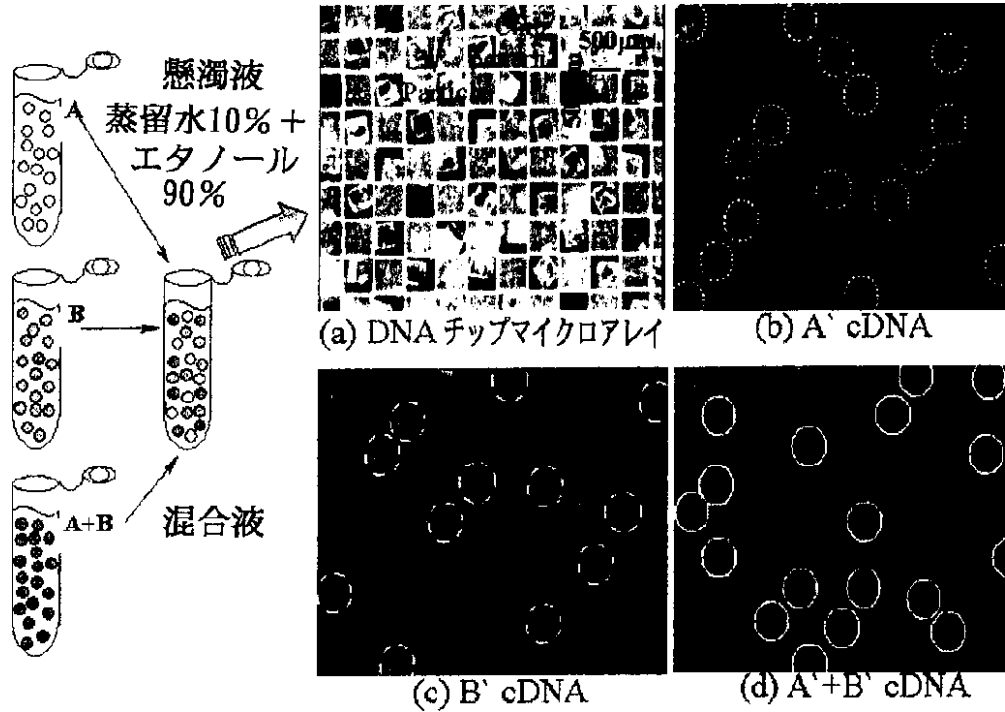 A
懸濁液
蒸留水10%+
エタノール
90%
B
A+B
混合液
500μm
Partic
(a) DNAチップマイクロアレイ
(b) A` cDNA
(c) B` cDNA
(d) A`+B` cDNA